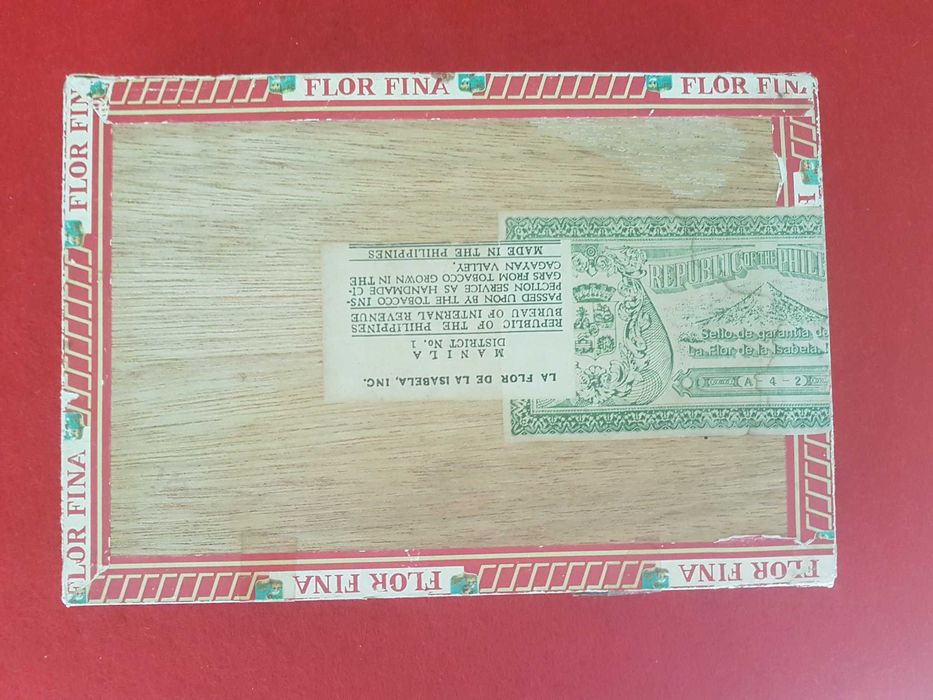 FLOR FINA
FLOR FIN
FLOR FIN
FLOR FINA
LA FLOR DE LA ISABELA, INC.
MANILA
DISTRICT No. 1
REPUBLIC OF THE PHILIPPINES
BUREAU OF INTERNAL REVENUE
PASSED UPON BY THE TOBACCO INS-
PECTION SERVICE AS HANDMADE CI-
GARS FROM TOBACCO GROWN IN THE
CAGAYAN VALLEY.
MADE IN THE PHILIPPINES
REPUBLIC OF THE PHILI
Sello de garantia de
La Flor de la Isabela, I
A-4-2
FLOR FINA
FLOR FINA